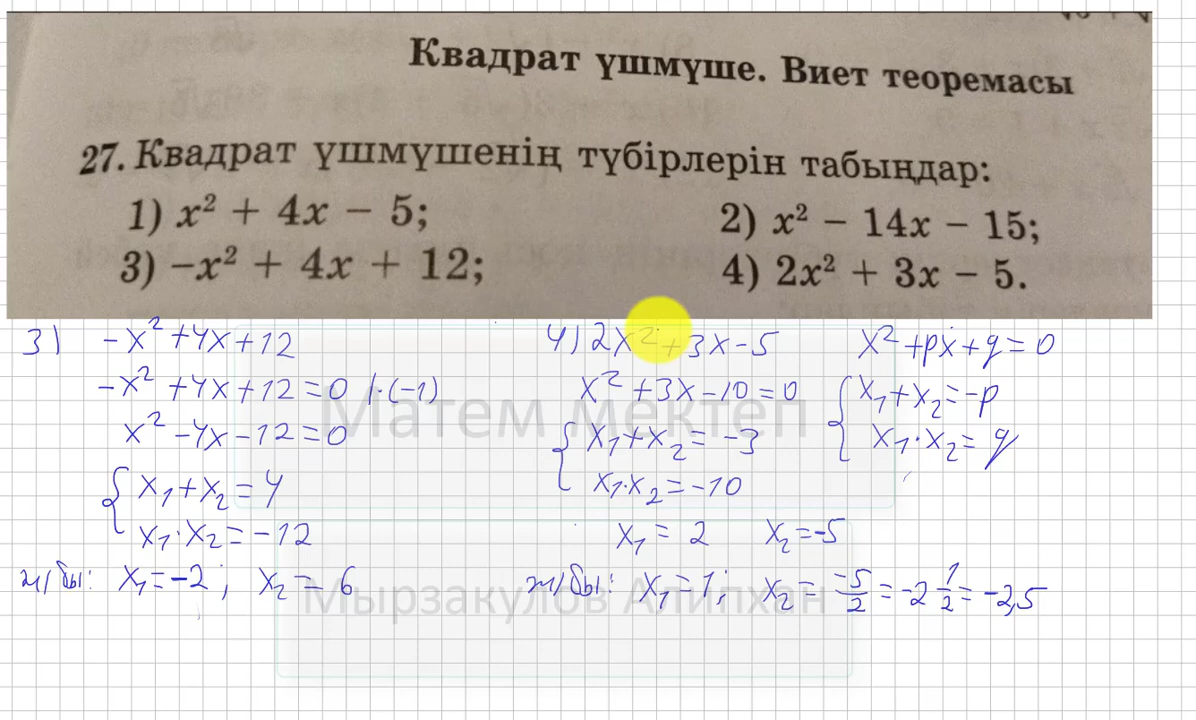 Квадрат үшмүше. Виет теоремасы
27. Квадрат үшмүшенің түбірлерін табыңдар:
1) x² + 4x − 5; 2) x² − 14x − 15;
3) −x² + 4x + 12; 4) 2x² + 3x − 5.
3) −x² + 4x + 12
−x² + 4x + 12 = 0 | · (−1)
x² − 4x − 12 = 0
{ x₁ + x₂ = 4
x₁ · x₂ = −12
ж/бы: x₁ = −2; x₂ = 6
4) 2x² + 3x − 5
x² + 3x − 10 = 0
{ x₁ + x₂ = −3
x₁ · x₂ = −10
x₁ = 2 x₂ = −5
ж/бы: x₁ = 1; x₂ = −5/2 = −2 1/2 = −2,5
x² + px + q = 0
{ x₁ + x₂ = −p
x₁ · x₂ = q
Матем мектеп
Мырзакулов Алипхан